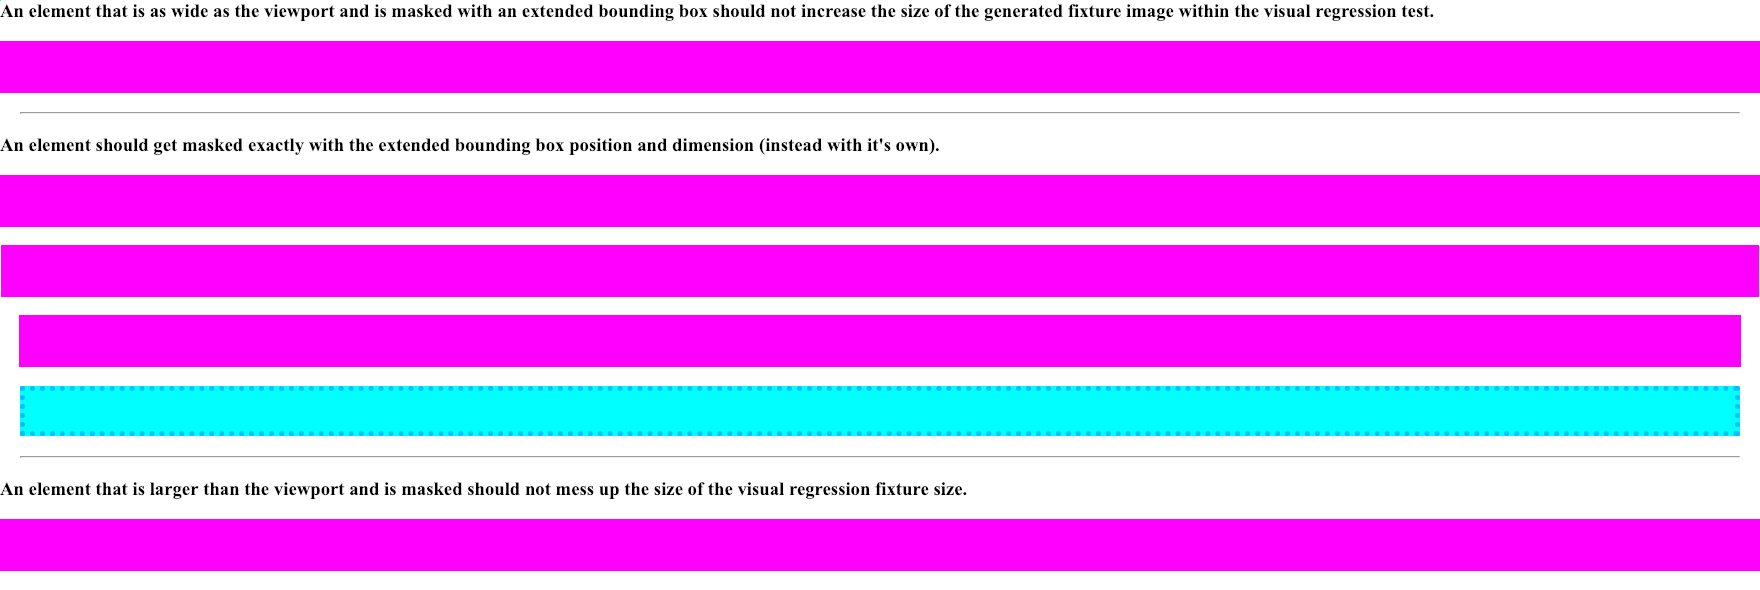 An element that is as wide as the viewport and is masked with an extended bounding box should not increase the size of the generated fixture image within the visual regression test.
An element should get masked exactly with the extended bounding box position and dimension (instead with it's own).
An element that is larger than the viewport and is masked should not mess up the size of the visual regression fixture size.